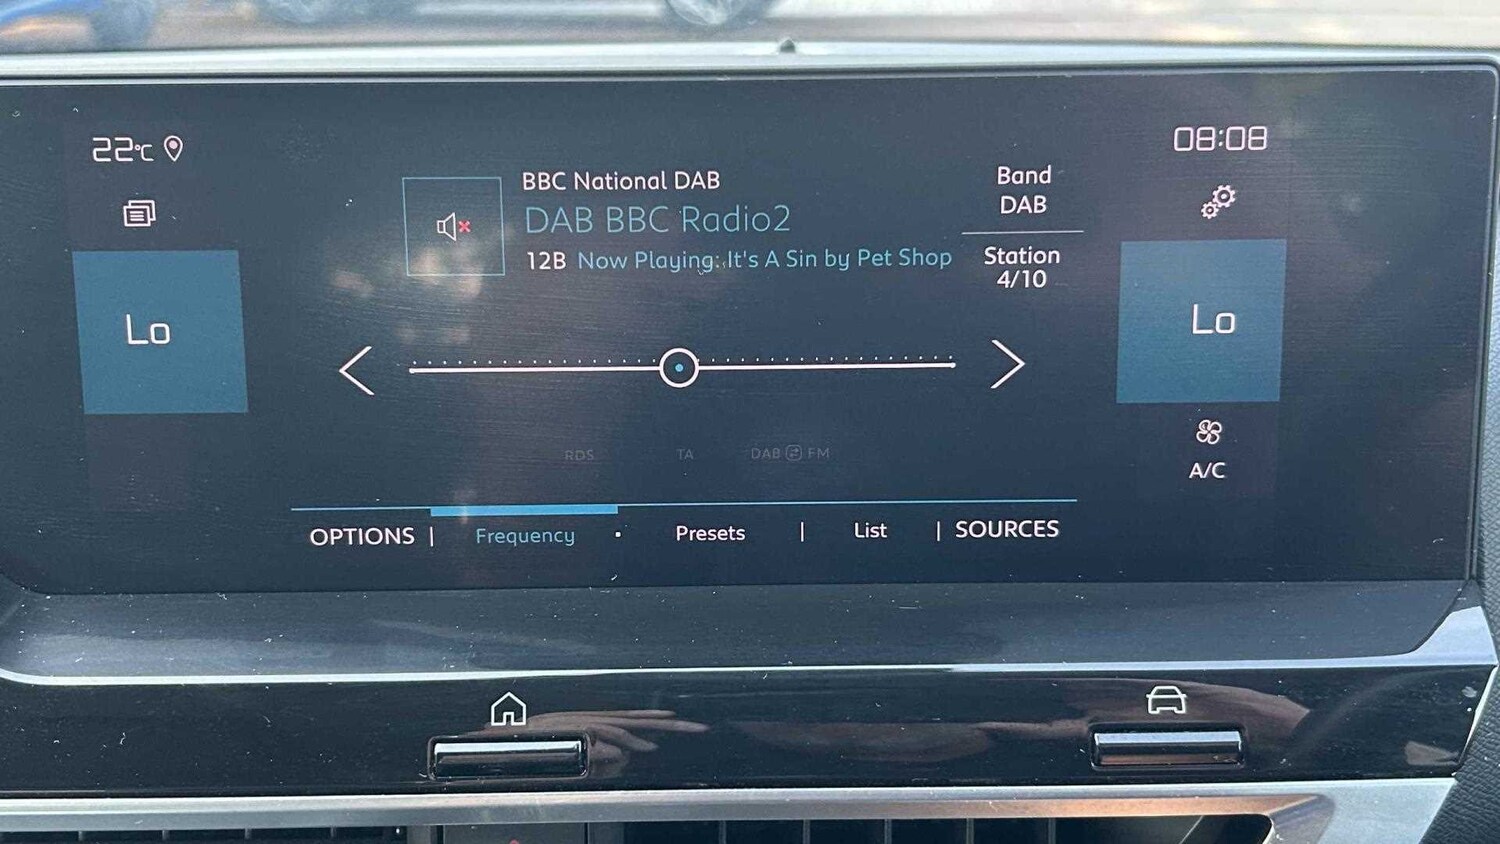 22°C
08:08
BBC National DAB
DAB BBC Radio2
12B Now Playing: It's A Sin by Pet Shop
Band
DAB
Station
4/10
Lo
Lo
A/C
RDS
TA
DAB FM
OPTIONS | Frequency · Presets | List | SOURCES